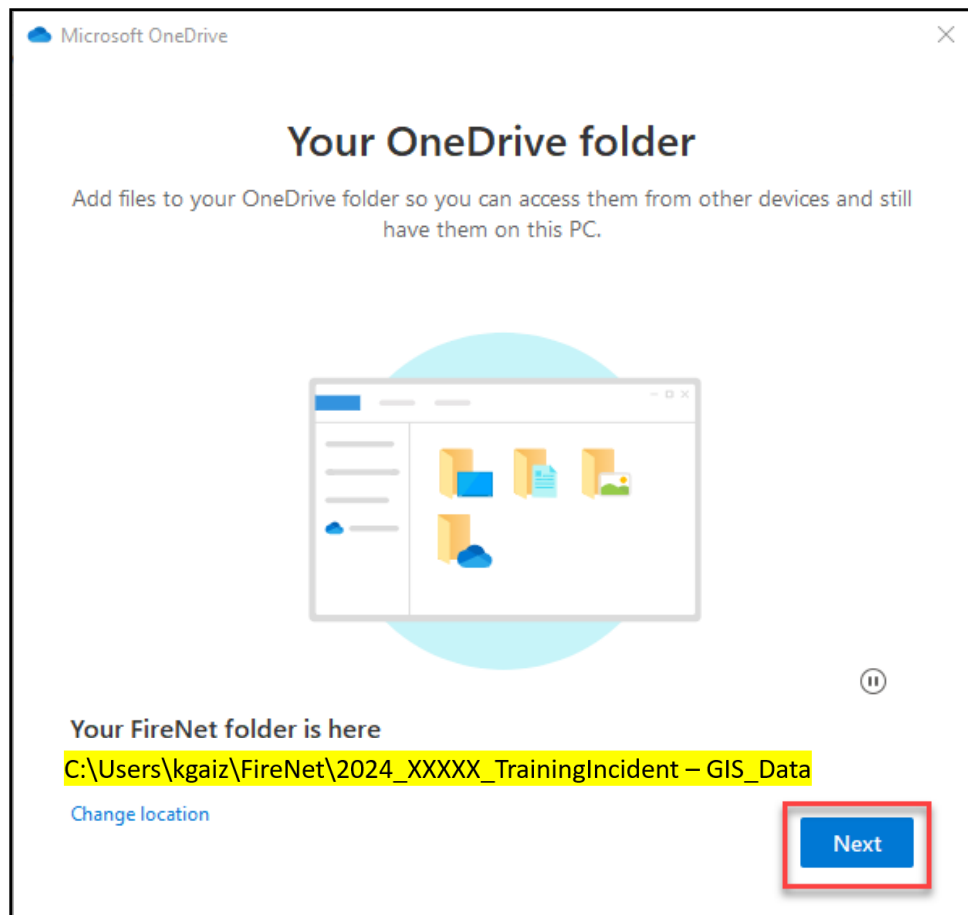 Microsoft OneDrive
Your OneDrive folder
Add files to your OneDrive folder so you can access them from other devices and still
have them on this PC.
Your FireNet folder is here
C:\Users\kgaiz\FireNet\2024_XXXXX_TrainingIncident – GIS_Data
Change location
Next